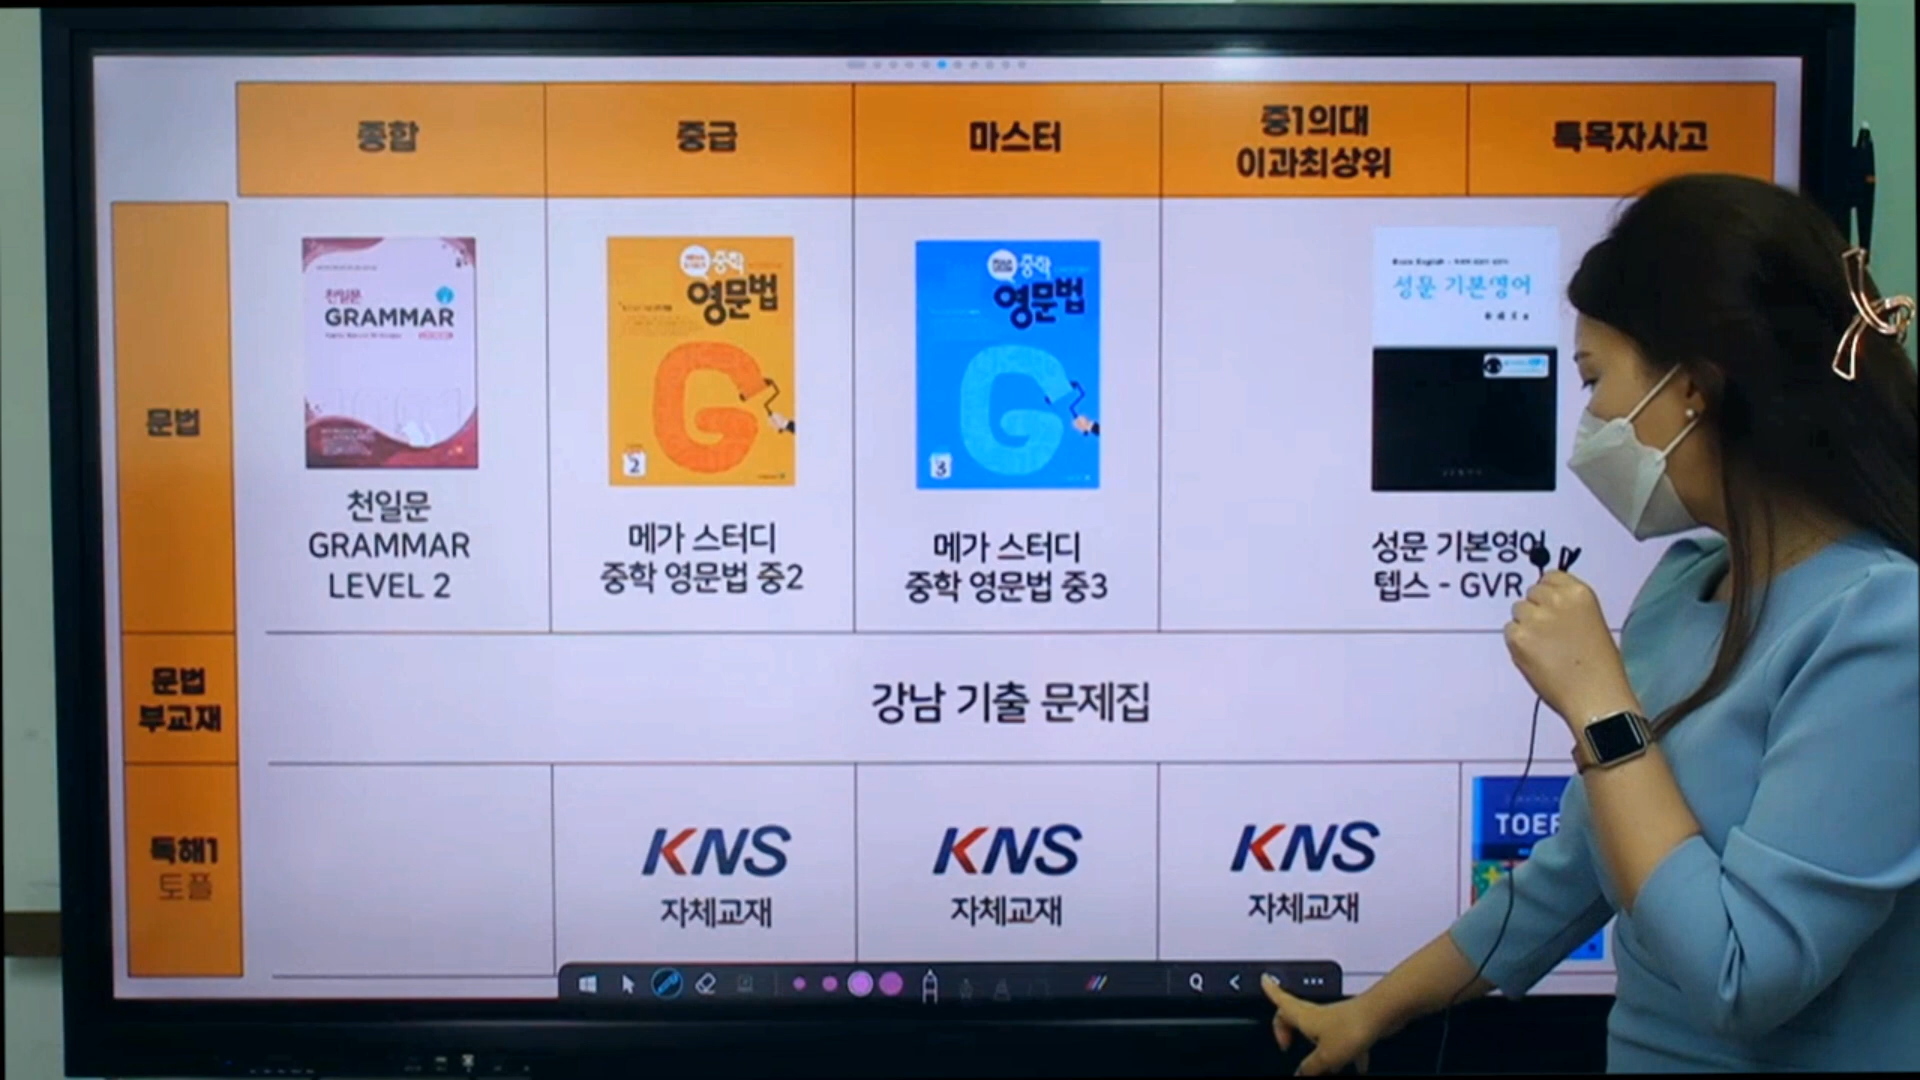 종합
중급
마스터
중1의대
이과최상위
특목자사고
문법
천일문
GRAMMAR
중학
영문법
2
중학
영문법
3
성문 기본영어
천일문
GRAMMAR
LEVEL 2
메가 스터디
중학 영문법 중2
메가 스터디
중학 영문법 중3
성문 기본영어
텝스 - GVR
문법
부교재
강남 기출 문제집
독해1
토플
KNS
자체교재
KNS
자체교재
KNS
자체교재